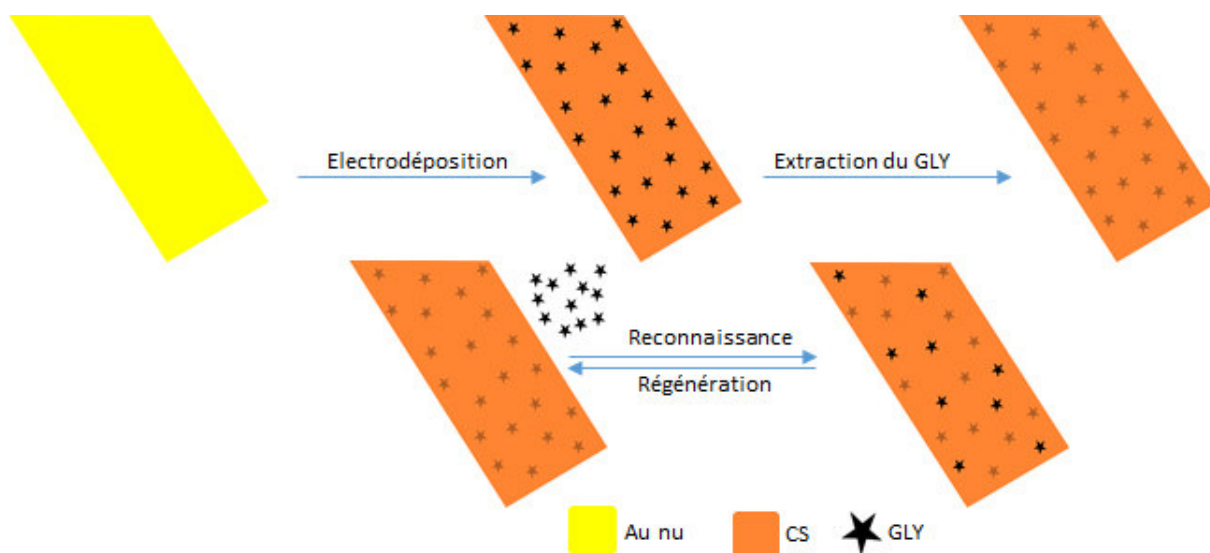 Electrodéposition
Extraction du GLY
Reconnaissance
Régénération
Au nu
CS
GLY